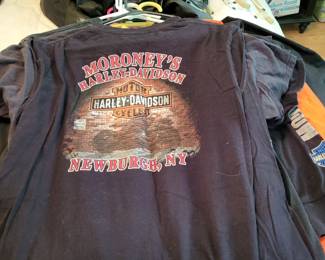 MORONEY'S
HARLEY-DAVIDSON
MOTOR
HARLEY-DAVIDSON
CYCLES
NEWBURGH, NY